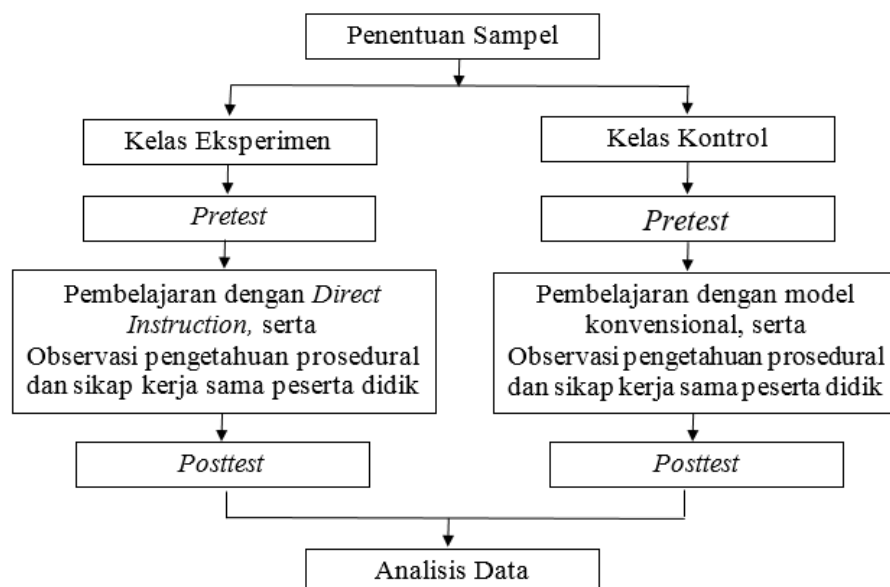 Penentuan Sampel
Kelas Eksperimen
Kelas Kontrol
Pretest
Pretest
Pembelajaran dengan Direct
Instruction, serta
Observasi pengetahuan prosedural
dan sikap kerja sama peserta didik
Pembelajaran dengan model
konvensional, serta
Observasi pengetahuan prosedural
dan sikap kerja sama peserta didik
Posttest
Posttest
Analisis Data